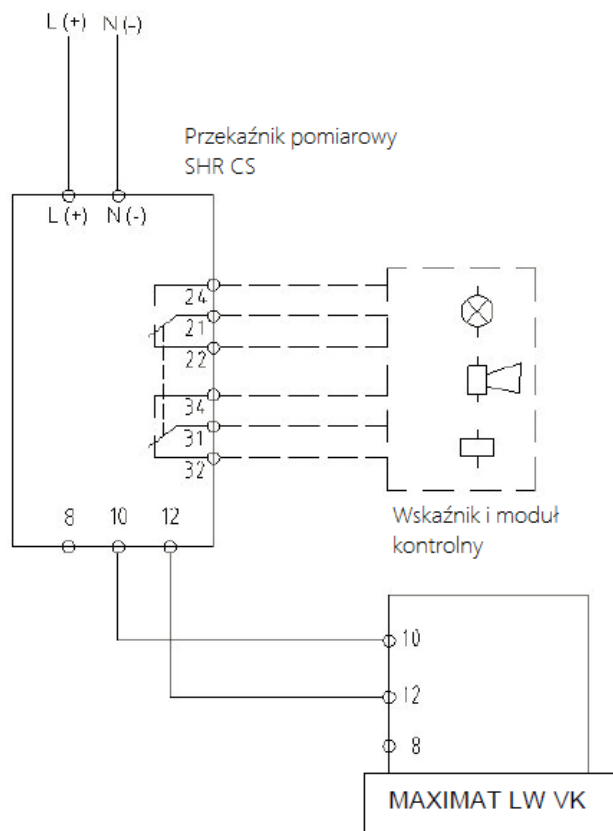 L(+) N(-)
Przekaźnik pomiarowy
SHR CS
L(+) N(-)
24
21
22
34
31
32
8 10 12
Wskaźnik i moduł
kontrolny
10
12
8
MAXIMAT LW VK